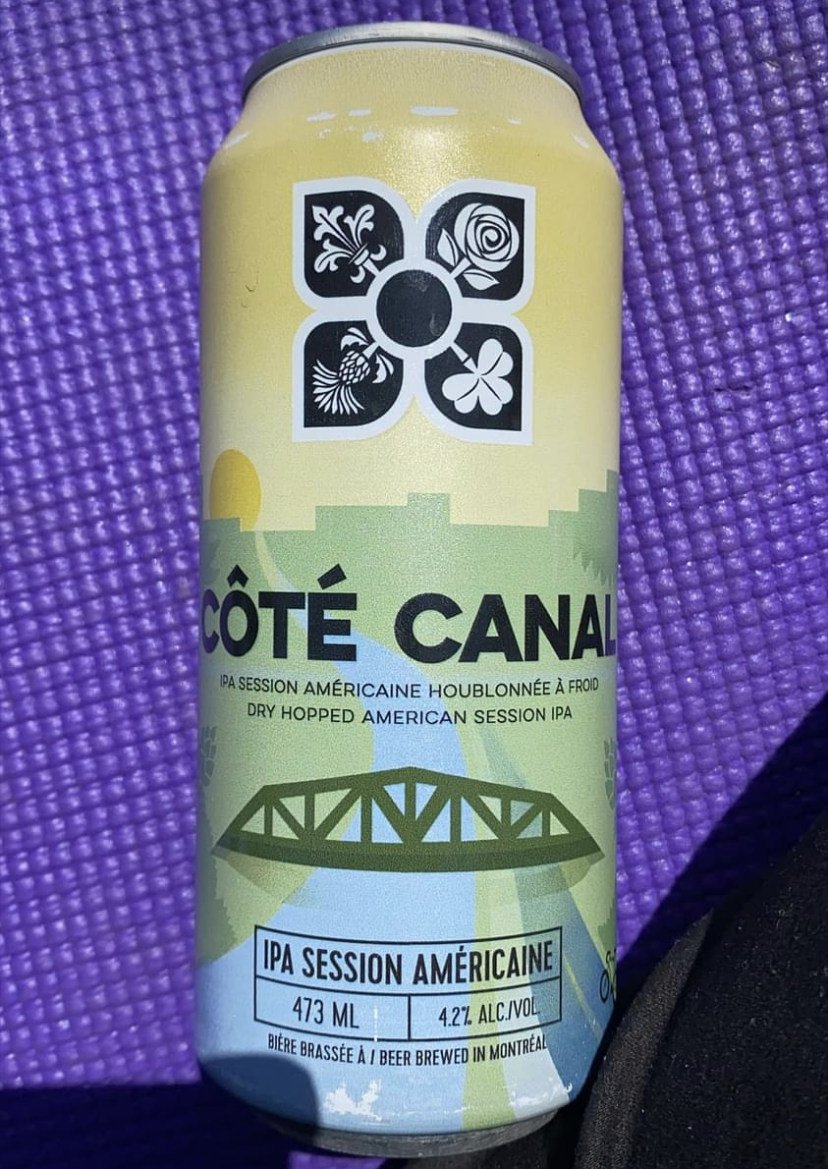 CÔTÉ CANAL
IPA SESSION AMÉRICAINE HOUBLONNÉE À FROID
DRY HOPPED AMERICAN SESSION IPA
IPA SESSION AMÉRICAINE
473 ML
4.2% ALC./VOL.
BIÈRE BRASSÉE À / BEER BREWED IN MONTRÉAL